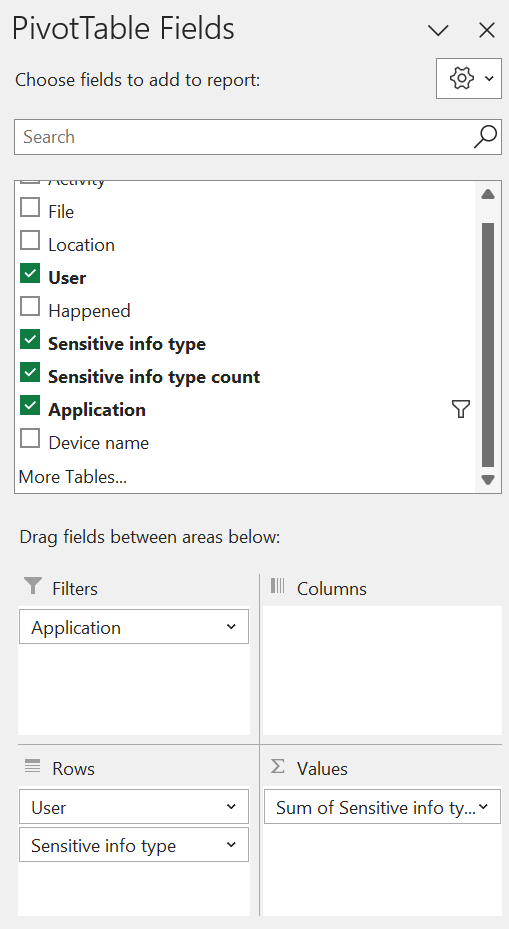 PivotTable Fields
Choose fields to add to report:
Search
Activity
File
Location
User
Happened
Sensitive info type
Sensitive info type count
Application
Device name
More Tables...
Drag fields between areas below:
Filters
Columns
Application
Rows
Values
User
Sum of Sensitive info ty...
Sensitive info type